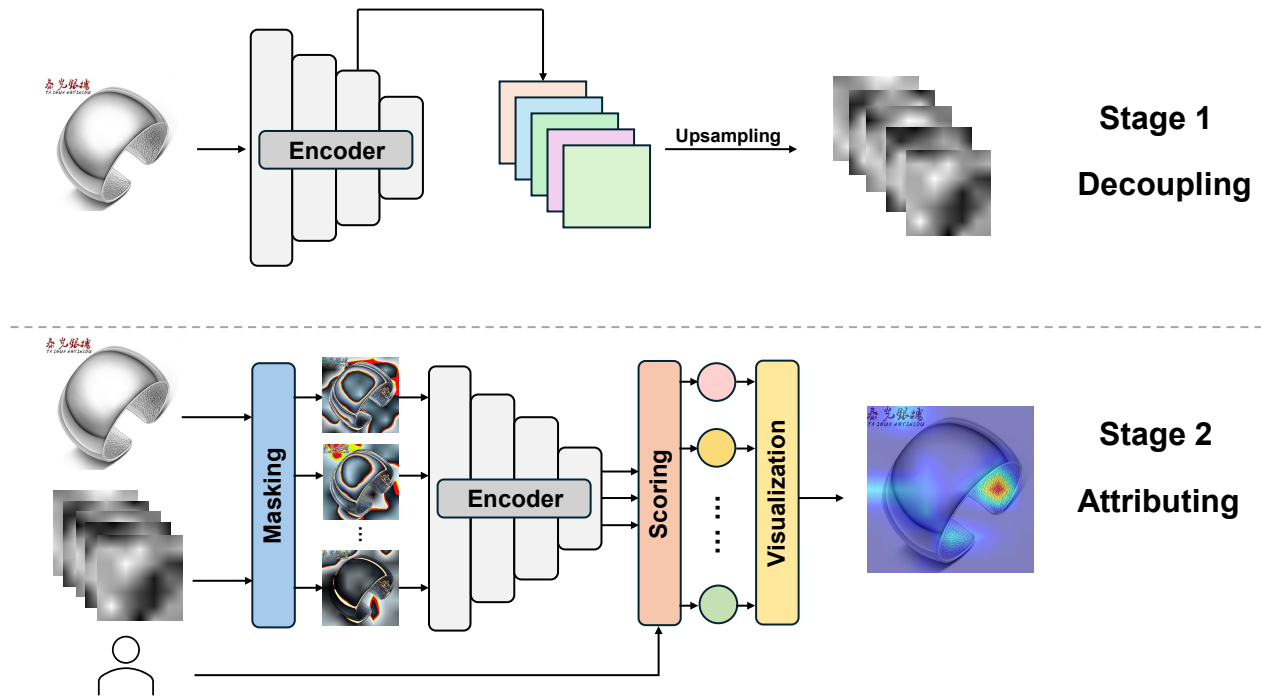 Encoder
Upsampling
Stage 1
Decoupling
Masking
Encoder
Scoring
Visualization
Stage 2
Attributing